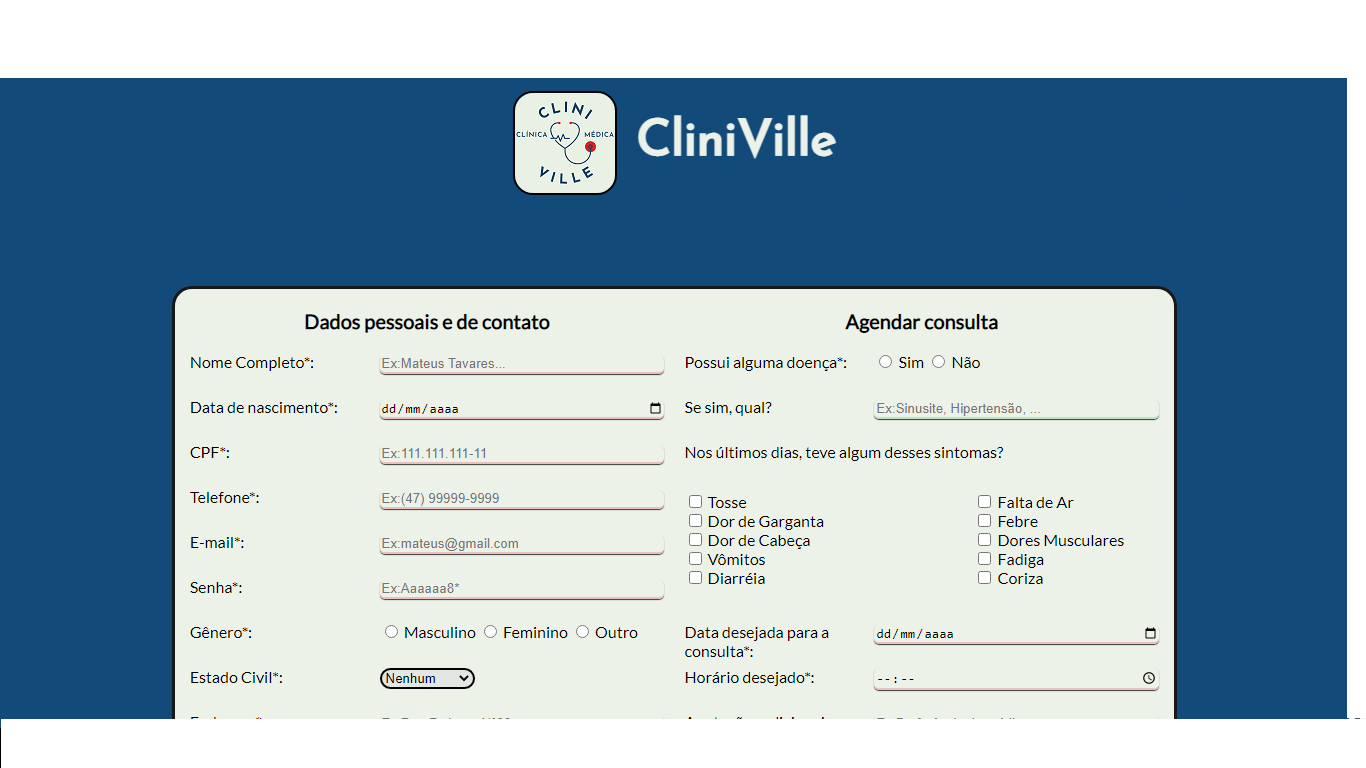 CLINI
CLÍNICA MÉDICA
VILLE
CliniVille
Dados pessoais e de contato
Nome Completo*: Ex:Mateus Tavares...
Data de nascimento*: dd/mm/aaaa
CPF*: Ex:111.111.111-11
Telefone*: Ex:(47) 99999-9999
E-mail*: Ex:mateus@gmail.com
Senha*: Ex:Aaaaaa8*
Gênero*: Masculino Feminino Outro
Estado Civil*: Nenhum
Agendar consulta
Possui alguma doença*: Sim Não
Se sim, qual? Ex:Sinusite, Hipertensão, ...
Nos últimos dias, teve algum desses sintomas?
Tosse
Dor de Garganta
Dor de Cabeça
Vômitos
Diarréia
Falta de Ar
Febre
Dores Musculares
Fadiga
Coriza
Data desejada para a
consulta*: dd/mm/aaaa
Horário desejado*: --:--